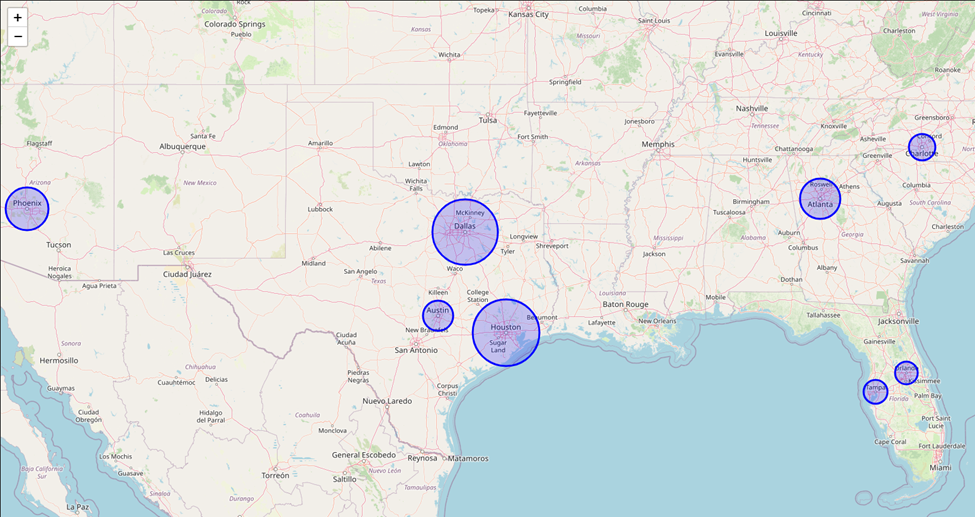 +
−
Colorado
Colorado Springs
Pueblo
Topeka
Kansas City
Columbia
Saint Louis
Cincinnati
West Virginia
Charleston
Louisville
Kansas
Missouri
Kentucky
Wichita
Evansville
Roanoke
Springfield
Nashville
Tulsa
Fayetteville
Jonesboro
Tennessee
Knoxville
Greensboro
Flagstaff
Santa Fe
Albuquerque
Amarillo
Edmond
Oklahoma
Fort Smith
Memphis
Asheville
Concord
Charlotte
Chattanooga
Huntsville
Greenville
Lawton
Arkansas
Arizona
New Mexico
Wichita
Falls
Roswell
Athens
Columbia
South Carolina
Phoenix
Lubbock
McKinney
Dallas
Birmingham
Tuscaloosa
Atlanta
Augusta
Charleston
Tucson
Las Cruces
Abilene
Longview
Tyler
Shreveport
Mississippi
Jackson
Alabama
Auburn
Columbus
Georgia
Savannah
Heroica
Nogales
Agua Prieta
Ciudad Juárez
Midland
San Angelo
Texas
Waco
Albany
Dothan
Killeen
College
Station
Louisiana
Baton Rouge
Mobile
Tallahassee
Jacksonville
Austin
New Braunfels
San Antonio
Houston
Sugar
Land
Beaumont
Lafayette
New Orleans
Gainesville
Sonora
Hermosillo
Chihuahua
Ciudad
Acuña
Cuauhtémoc
Delicias
Piedras
Negras
Corpus
Christi
Orlando
Kissimmee
Tampa
Florida
Palm Bay
Guaymas
Ciudad
Obregón
Hidalgo
del Parral
Coahuila
Monclova
Nuevo Laredo
Port Saint
Lucie
Cape Coral
Fort Lauderdale
Miami
Los Mochis
Guasave
Baja California
Sur
Sinaloa
La Paz
Durango
Torreón
General Escobedo
Saltillo
Nuevo León
Reynosa
Matamoros
Tamaulipas